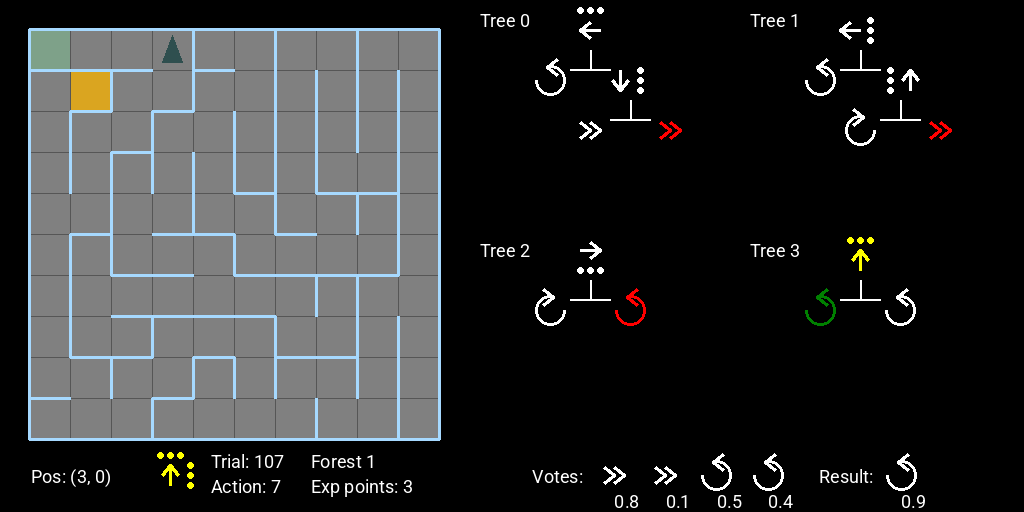 Tree 0
Tree 1
Tree 2
Tree 3
Pos: (3, 0)
Trial: 107
Action: 7
Forest 1
Exp points: 3
Votes:
0.8
0.1
0.5
0.4
Result:
0.9